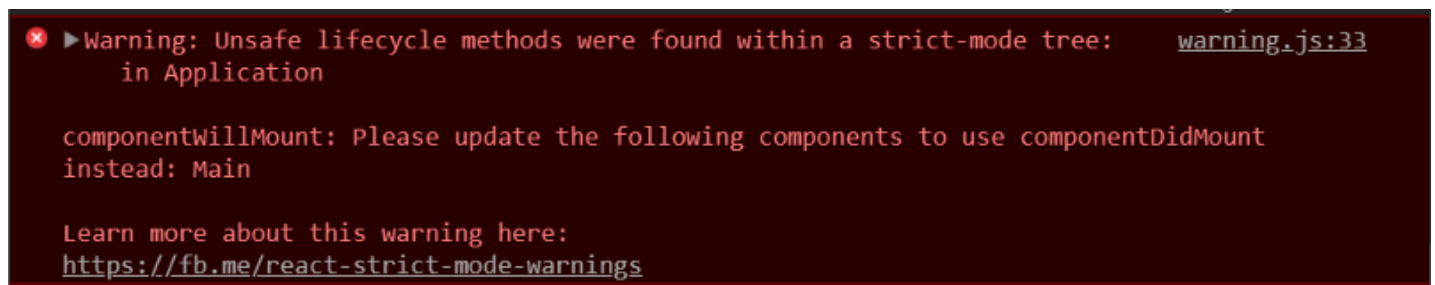 Warning: Unsafe lifecycle methods were found within a strict-mode tree: warning.js:33
in Application
componentWillMount: Please update the following components to use componentDidMount
instead: Main
Learn more about this warning here:
https://fb.me/react-strict-mode-warnings